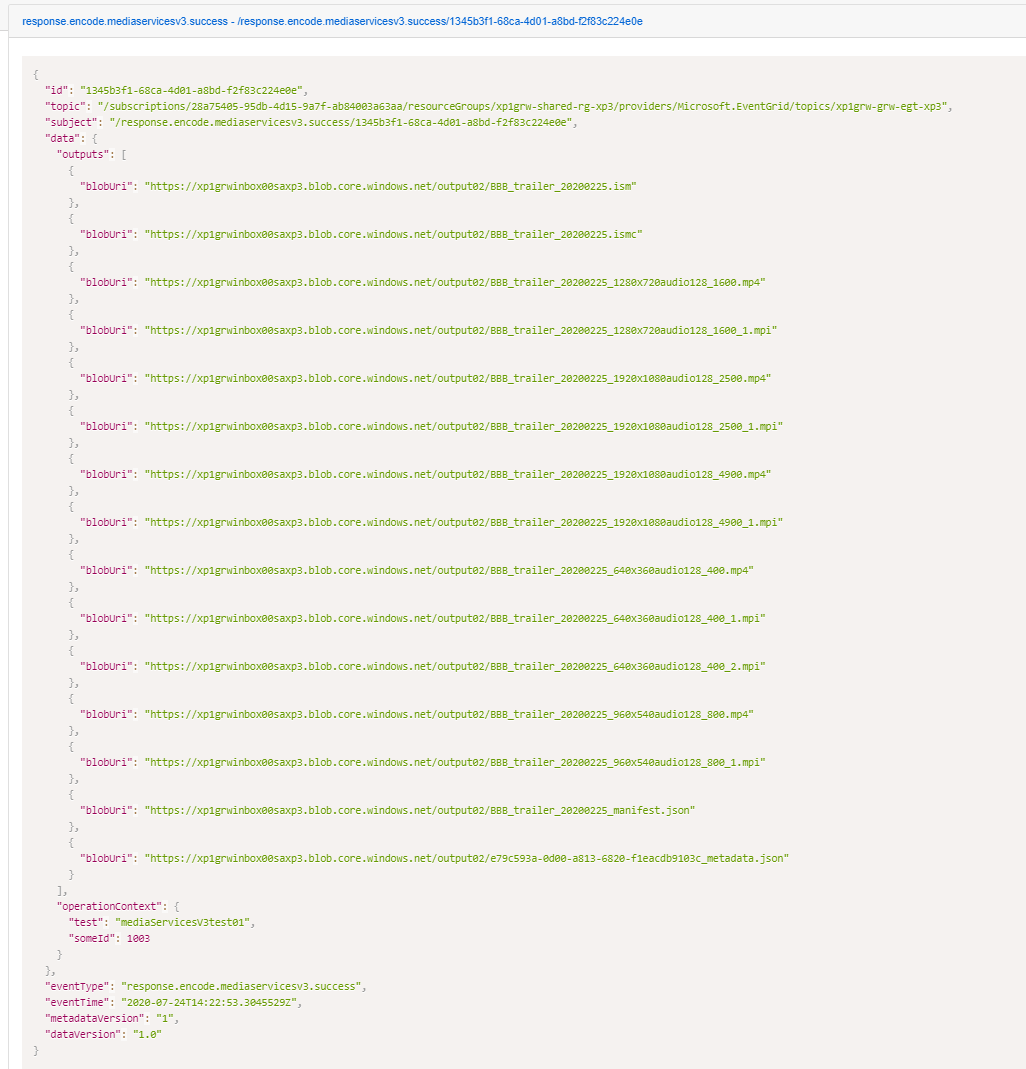 response.encode.mediaservicesv3.success - /response.encode.mediaservicesv3.success/1345b3f1-68ca-4d01-a8bd-f2f83c224e0e
{
  "id": "1345b3f1-68ca-4d01-a8bd-f2f83c224e0e",
  "topic": "/subscriptions/28a75405-95db-4d15-9a7f-ab84003a63aa/resourceGroups/xp1grw-shared-rg-xp3/providers/Microsoft.EventGrid/topics/xp1grw-grw-egt-xp3",
  "subject": "/response.encode.mediaservicesv3.success/1345b3f1-68ca-4d01-a8bd-f2f83c224e0e",
  "data": {
    "outputs": [
      {
        "blobUri": "https://xp1grwinbox00saxp3.blob.core.windows.net/output02/BBB_trailer_20200225.ism"
      },
      {
        "blobUri": "https://xp1grwinbox00saxp3.blob.core.windows.net/output02/BBB_trailer_20200225.ismc"
      },
      {
        "blobUri": "https://xp1grwinbox00saxp3.blob.core.windows.net/output02/BBB_trailer_20200225_1280x720audio128_1600.mp4"
      },
      {
        "blobUri": "https://xp1grwinbox00saxp3.blob.core.windows.net/output02/BBB_trailer_20200225_1280x720audio128_1600_1.mpi"
      },
      {
        "blobUri": "https://xp1grwinbox00saxp3.blob.core.windows.net/output02/BBB_trailer_20200225_1920x1080audio128_2500.mp4"
      },
      {
        "blobUri": "https://xp1grwinbox00saxp3.blob.core.windows.net/output02/BBB_trailer_20200225_1920x1080audio128_2500_1.mpi"
      },
      {
        "blobUri": "https://xp1grwinbox00saxp3.blob.core.windows.net/output02/BBB_trailer_20200225_1920x1080audio128_4900.mp4"
      },
      {
        "blobUri": "https://xp1grwinbox00saxp3.blob.core.windows.net/output02/BBB_trailer_20200225_1920x1080audio128_4900_1.mpi"
      },
      {
        "blobUri": "https://xp1grwinbox00saxp3.blob.core.windows.net/output02/BBB_trailer_20200225_640x360audio128_400.mp4"
      },
      {
        "blobUri": "https://xp1grwinbox00saxp3.blob.core.windows.net/output02/BBB_trailer_20200225_640x360audio128_400_1.mpi"
      },
      {
        "blobUri": "https://xp1grwinbox00saxp3.blob.core.windows.net/output02/BBB_trailer_20200225_640x360audio128_400_2.mpi"
      },
      {
        "blobUri": "https://xp1grwinbox00saxp3.blob.core.windows.net/output02/BBB_trailer_20200225_960x540audio128_800.mp4"
      },
      {
        "blobUri": "https://xp1grwinbox00saxp3.blob.core.windows.net/output02/BBB_trailer_20200225_960x540audio128_800_1.mpi"
      },
      {
        "blobUri": "https://xp1grwinbox00saxp3.blob.core.windows.net/output02/BBB_trailer_20200225_manifest.json"
      },
      {
        "blobUri": "https://xp1grwinbox00saxp3.blob.core.windows.net/output02/e79c593a-0d00-a813-6820-f1eacdb9103c_metadata.json"
      }
    ],
    "operationContext": {
      "test": "mediaServicesV3test01",
      "someId": 1003
    }
  },
  "eventType": "response.encode.mediaservicesv3.success",
  "eventTime": "2020-07-24T14:22:53.3045529Z",
  "metadataVersion": "1",
  "dataVersion": "1.0"
}